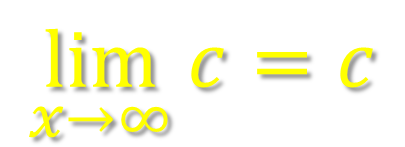 lim c = c
x→∞